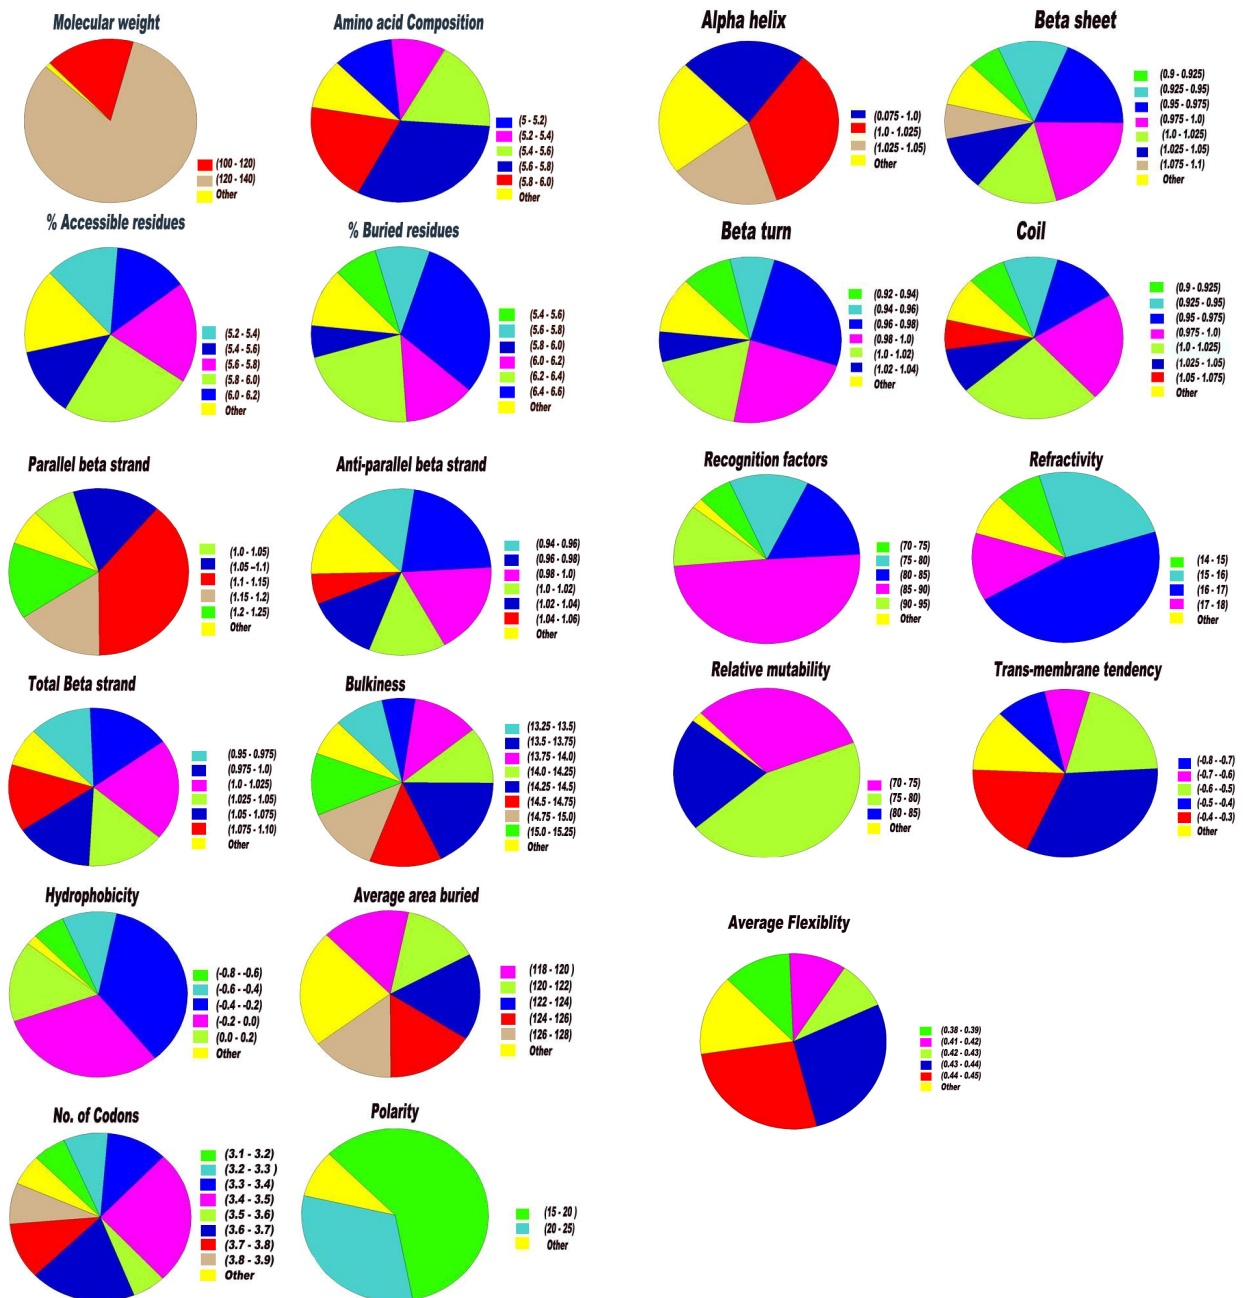 Molecular weight
(100 - 120)
(120 - 140)
Other
Amino acid Composition
(5 - 5.2)
(5.2 - 5.4)
(5.4 - 5.6)
(5.6 - 5.8)
(5.8 - 6.0)
Other
Alpha helix
(0.075 - 1.0)
(1.0 - 1.025)
(1.025 - 1.05)
Other
Beta sheet
(0.9 - 0.925)
(0.925 - 0.95)
(0.95 - 0.975)
(0.975 - 1.0)
(1.0 - 1.025)
(1.025 - 1.05)
(1.075 - 1.1)
Other
% Accessible residues
(5.2 - 5.4)
(5.4 - 5.6)
(5.6 - 5.8)
(5.8 - 6.0)
(6.0 - 6.2)
Other
% Buried residues
(5.4 - 5.6)
(5.6 - 5.8)
(5.8 - 6.0)
(6.0 - 6.2)
(6.2 - 6.4)
(6.4 - 6.6)
Other
Beta turn
(0.92 - 0.94)
(0.94 - 0.96)
(0.96 - 0.98)
(0.98 - 1.0)
(1.0 - 1.02)
(1.02 - 1.04)
Other
Coil
(0.9 - 0.925)
(0.925 - 0.95)
(0.95 - 0.975)
(0.975 - 1.0)
(1.0 - 1.025)
(1.025 - 1.05)
(1.05 - 1.075)
Other
Parallel beta strand
(1.0 - 1.05)
(1.05 –1.1)
(1.1 - 1.15)
(1.15 - 1.2)
(1.2 - 1.25)
Other
Anti-parallel beta strand
(0.94 - 0.96)
(0.96 - 0.98)
(0.98 - 1.0)
(1.0 - 1.02)
(1.02 - 1.04)
(1.04 - 1.06)
Other
Recognition factors
(70 - 75)
(75 - 80)
(80 - 85)
(85 - 90)
(90 - 95)
Other
Refractivity
(14 - 15)
(15 - 16)
(16 - 17)
(17 - 18)
Other
Total Beta strand
(0.95 - 0.975)
(0.975 - 1.0)
(1.0 - 1.025)
(1.025 - 1.05)
(1.05 - 1.075)
(1.075 - 1.10)
Other
Bulkiness
(13.25 - 13.5)
(13.5 - 13.75)
(13.75 - 14.0)
(14.0 - 14.25)
(14.25 - 14.5)
(14.5 - 14.75)
(14.75 - 15.0)
(15.0 - 15.25)
Other
Relative mutability
(70 - 75)
(75 - 80)
(80 - 85)
Other
Trans-membrane tendency
(-0.8 - -0.7)
(-0.7 - -0.6)
(-0.6 - -0.5)
(-0.5 - -0.4)
(-0.4 - -0.3)
Other
Hydrophobicity
(-0.8 - -0.6)
(-0.6 - -0.4)
(-0.4 - -0.2)
(-0.2 - 0.0)
(0.0 - 0.2)
Other
Average area buried
(118 - 120 )
(120 - 122)
(122 - 124)
(124 - 126)
(126 - 128)
Other
Average Flexiblity
(0.38 - 0.39)
(0.41 - 0.42)
(0.42 - 0.43)
(0.43 - 0.44)
(0.44 - 0.45)
Other
No. of Codons
(3.1 - 3.2)
(3.2 - 3.3 )
(3.3 - 3.4)
(3.4 - 3.5)
(3.5 - 3.6)
(3.6 - 3.7)
(3.7 - 3.8)
(3.8 - 3.9)
Other
Polarity
(15 - 20 )
(20 - 25)
Other